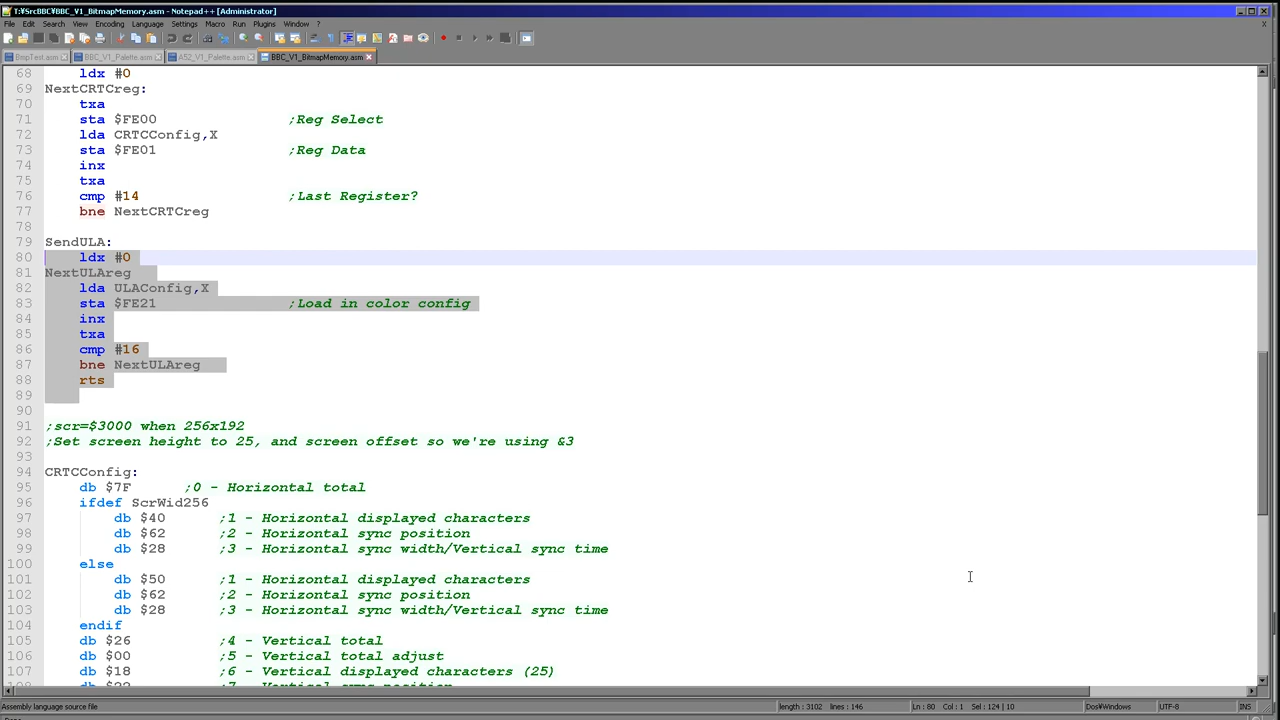 T:\SrcBBC\BBC_V1_BitmapMemory.asm - Notepad++ [Administrator]
File Edit Search View Encoding Language Settings Macro Run Plugins Window ? X
BmpTest.asm BBC_V1_Palette.asm A52_V1_Palette.asm BBC_V1_BitmapMemory.asm
68 ldx #0
69 NextCRTCreg:
70 txa
71 sta $FE00 ;Reg Select
72 lda CRTCConfig,X
73 sta $FE01 ;Reg Data
74 inx
75 txa
76 cmp #14 ;Last Register?
77 bne NextCRTCreg
78
79 SendULA:
80 ldx #0
81 NextULAreg
82 lda ULAConfig,X
83 sta $FE21 ;Load in color config
84 inx
85 txa
86 cmp #16
87 bne NextULAreg
88 rts
89
90
91 ;scr=$3000 when 256x192
92 ;Set screen height to 25, and screen offset so we're using &3
93
94 CRTCConfig:
95 db $7F ;0 - Horizontal total
96 ifdef ScrWid256
97 db $40 ;1 - Horizontal displayed characters
98 db $62 ;2 - Horizontal sync position
99 db $28 ;3 - Horizontal sync width/Vertical sync time
100 else
101 db $50 ;1 - Horizontal displayed characters
102 db $62 ;2 - Horizontal sync position
103 db $28 ;3 - Horizontal sync width/Vertical sync time
104 endif
105 db $26 ;4 - Vertical total
106 db $00 ;5 - Vertical total adjust
107 db $18 ;6 - Vertical displayed characters (25)
Assembly language source file length : 3102 lines : 146 Ln : 80 Col : 1 Sel : 124 | 10 Dos\Windows UTF-8 INS